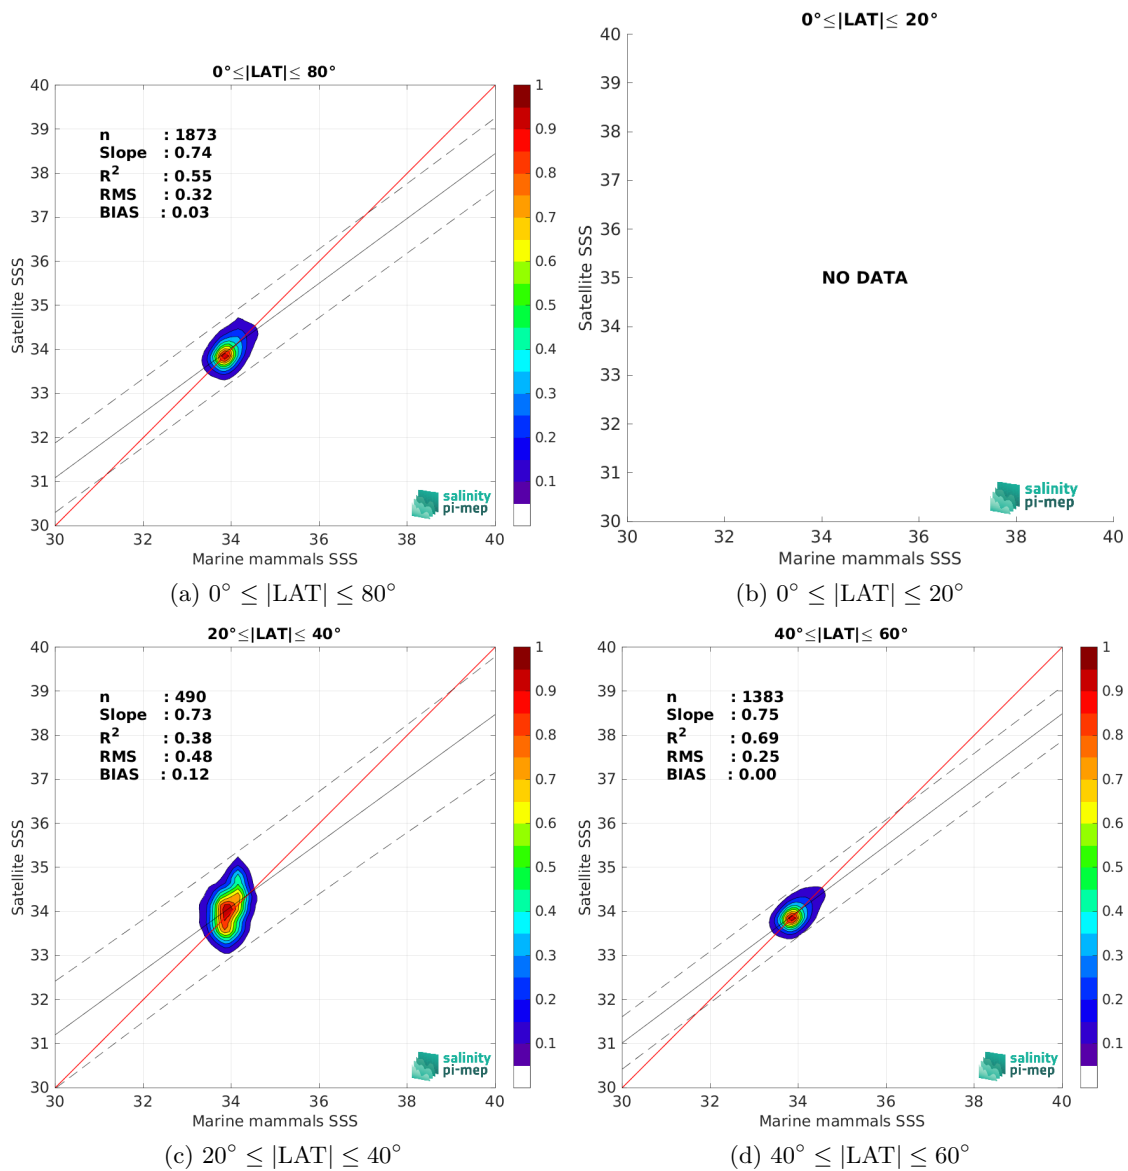 0°≤|LAT|≤ 80°
40
39
38
37
36
35
34
33
32
31
30
Satellite SSS
n : 1873
Slope : 0.74
R² : 0.55
RMS : 0.32
BIAS : 0.03
1
0.9
0.8
0.7
0.6
0.5
0.4
0.3
0.2
0.1
salinity
pi-mep
30 32 34 36 38 40
Marine mammals SSS
(a) 0° ≤ |LAT| ≤ 80°
0°≤|LAT|≤ 20°
40
39
38
37
36
35
34
33
32
31
30
Satellite SSS
NO DATA
salinity
pi-mep
30 32 34 36 38 40
Marine mammals SSS
(b) 0° ≤ |LAT| ≤ 20°
20°≤|LAT|≤ 40°
40
39
38
37
36
35
34
33
32
31
30
Satellite SSS
n : 490
Slope : 0.73
R² : 0.38
RMS : 0.48
BIAS : 0.12
1
0.9
0.8
0.7
0.6
0.5
0.4
0.3
0.2
0.1
salinity
pi-mep
30 32 34 36 38 40
Marine mammals SSS
(c) 20° ≤ |LAT| ≤ 40°
40°≤|LAT|≤ 60°
40
39
38
37
36
35
34
33
32
31
30
Satellite SSS
n : 1383
Slope : 0.75
R² : 0.69
RMS : 0.25
BIAS : 0.00
1
0.9
0.8
0.7
0.6
0.5
0.4
0.3
0.2
0.1
salinity
pi-mep
30 32 34 36 38 40
Marine mammals SSS
(d) 40° ≤ |LAT| ≤ 60°